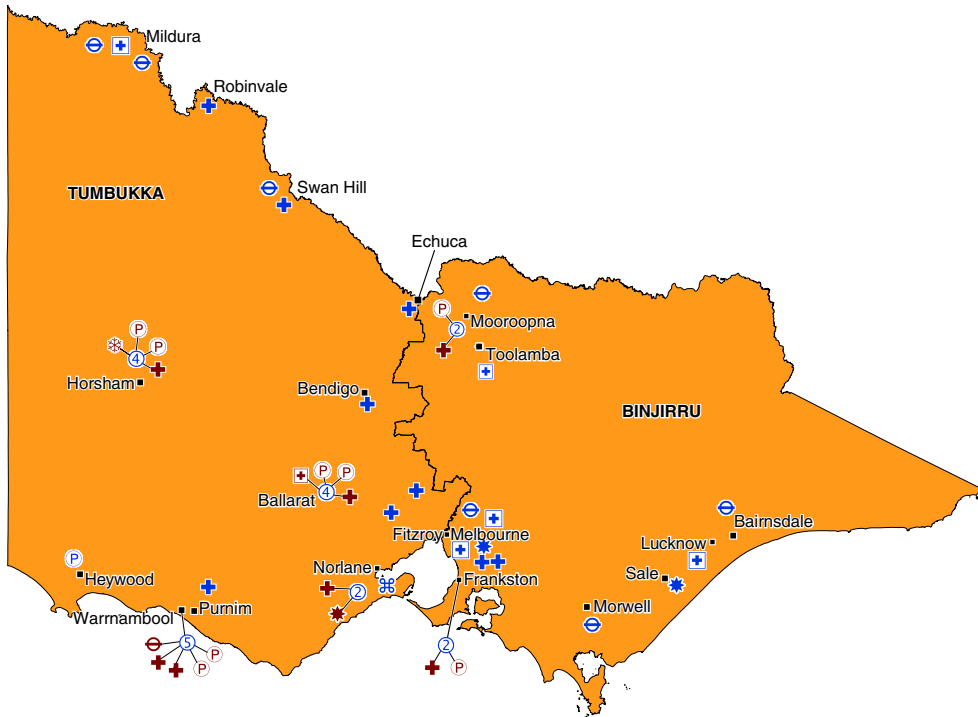 Mildura
Robinvale
TUMBUKKA
Swan Hill
Echuca
P
Mooroopna
2
Toolamba
P
P
4
Horsham
Bendigo
BINJIRRU
P
P
4
Ballarat
Fitzroy
Melbourne
Bairnsdale
Lucknow
P
Heywood
Norlane
Frankston
Sale
2
Purnim
Morwell
Warrnambool
5
P
P
2
P